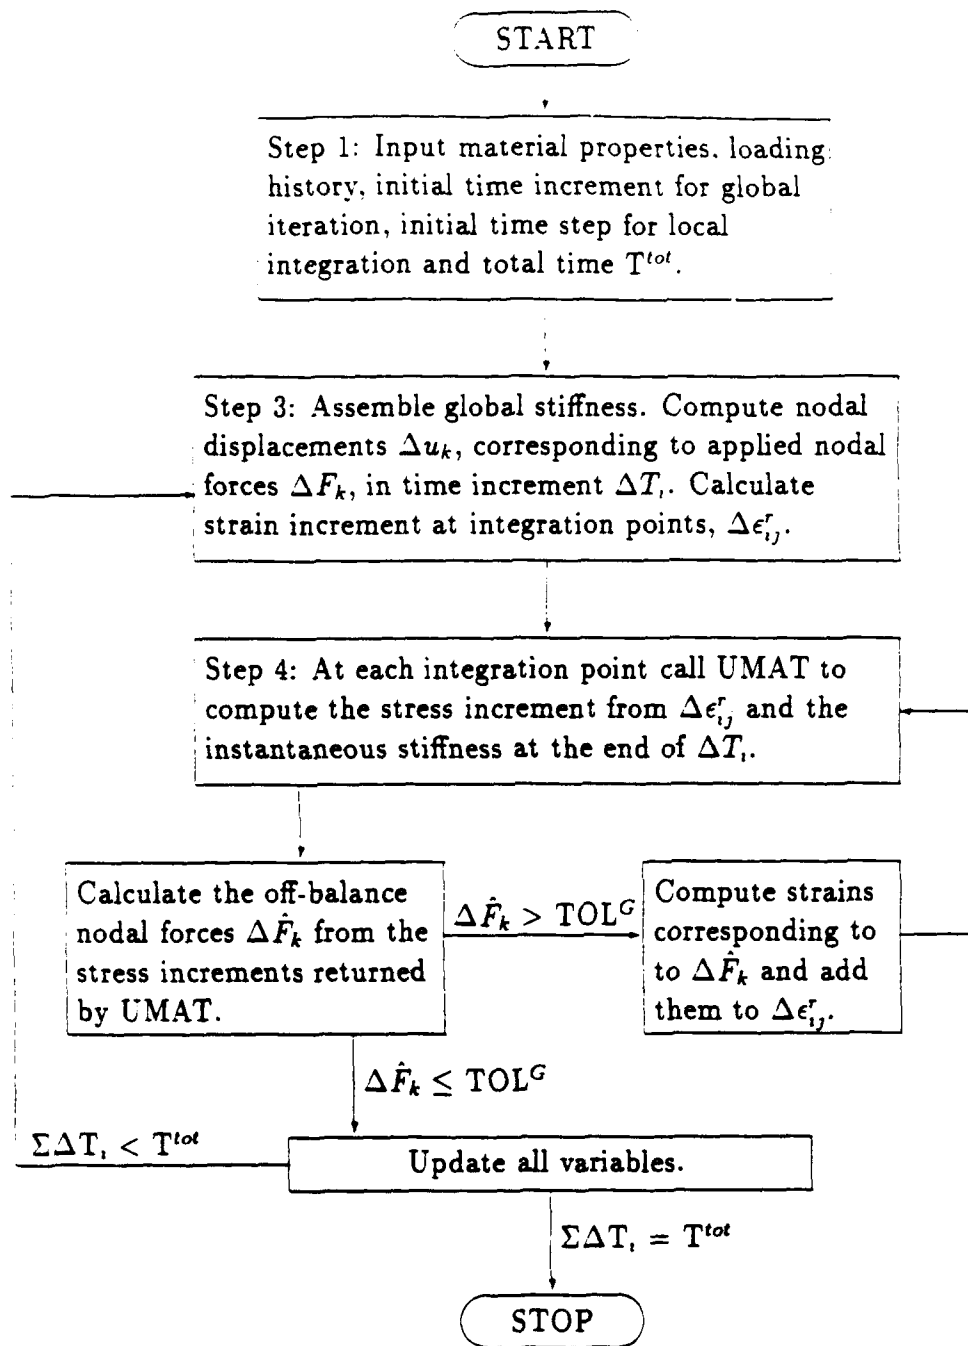 START
Step 1: Input material properties, loading
history, initial time increment for global
iteration, initial time step for local
integration and total time T^tot.
Step 3: Assemble global stiffness. Compute nodal
displacements Δu_k, corresponding to applied nodal
forces ΔF_k, in time increment ΔT_i. Calculate
strain increment at integration points, Δϵ^r_ij.
Step 4: At each integration point call UMAT to
compute the stress increment from Δϵ^r_ij and the
instantaneous stiffness at the end of ΔT_i.
Calculate the off-balance
nodal forces ΔF̂_k from the
stress increments returned
by UMAT.
ΔF̂_k > TOL^G
Compute strains
corresponding to
to ΔF̂_k and add
them to Δϵ^r_ij.
ΔF̂_k ≤ TOL^G
ΣΔT_i < T^tot
Update all variables.
ΣΔT_i = T^tot
STOP